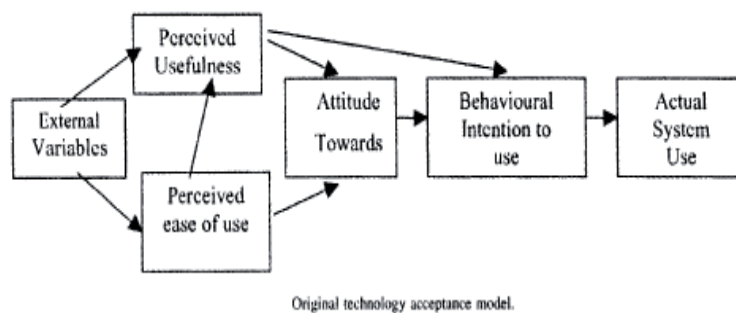 Perceived
Usefulness
External
Variables
Perceived
ease of use
Attitude
Towards
Behavioural
Intention to
use
Actual
System
Use
Original technology acceptance model.